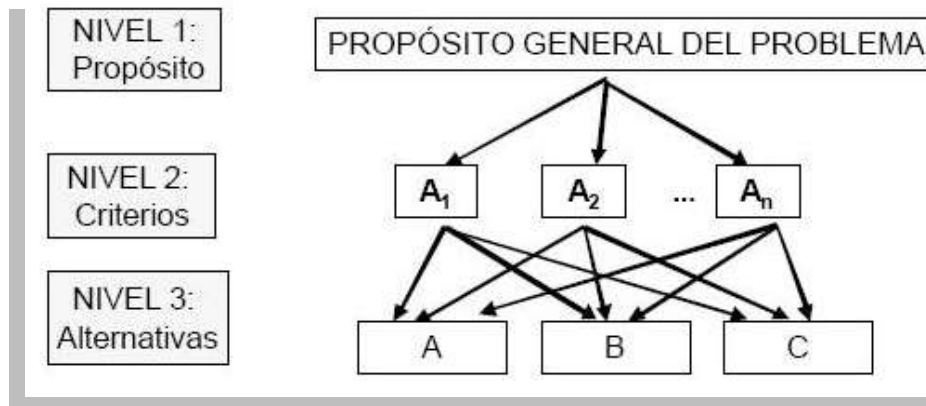 NIVEL 1:
Propósito
PROPÓSITO GENERAL DEL PROBLEMA
NIVEL 2:
Criterios
A₁
A₂
...
Aₙ
NIVEL 3:
Alternativas
A
B
C